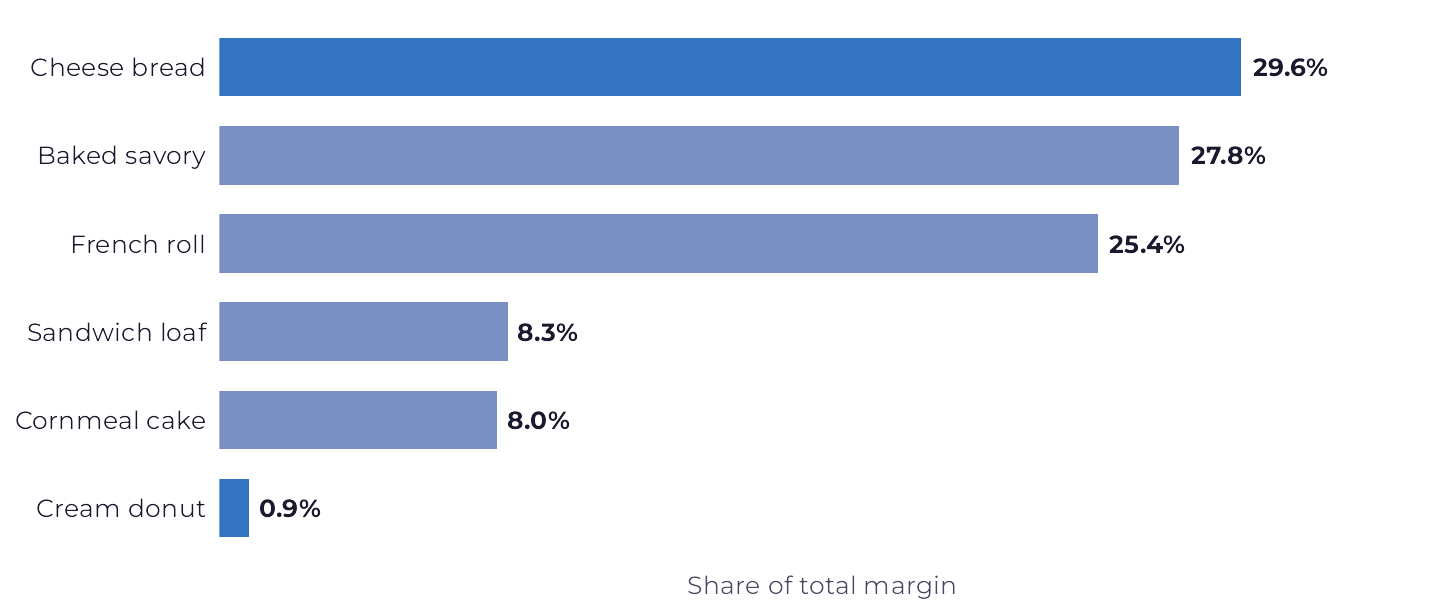 Cheese bread 29.6%
Baked savory 27.8%
French roll 25.4%
Sandwich loaf 8.3%
Cornmeal cake 8.0%
Cream donut 0.9%
Share of total margin